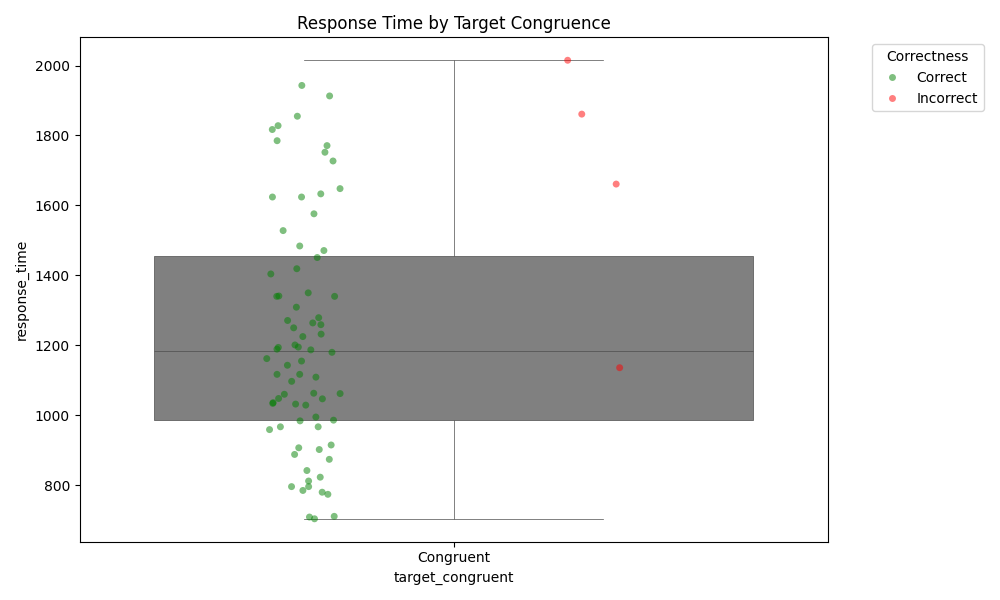 Response Time by Target Congruence
Correctness
Correct
Incorrect
response_time
2000
1800
1600
1400
1200
1000
800
Congruent
target_congruent